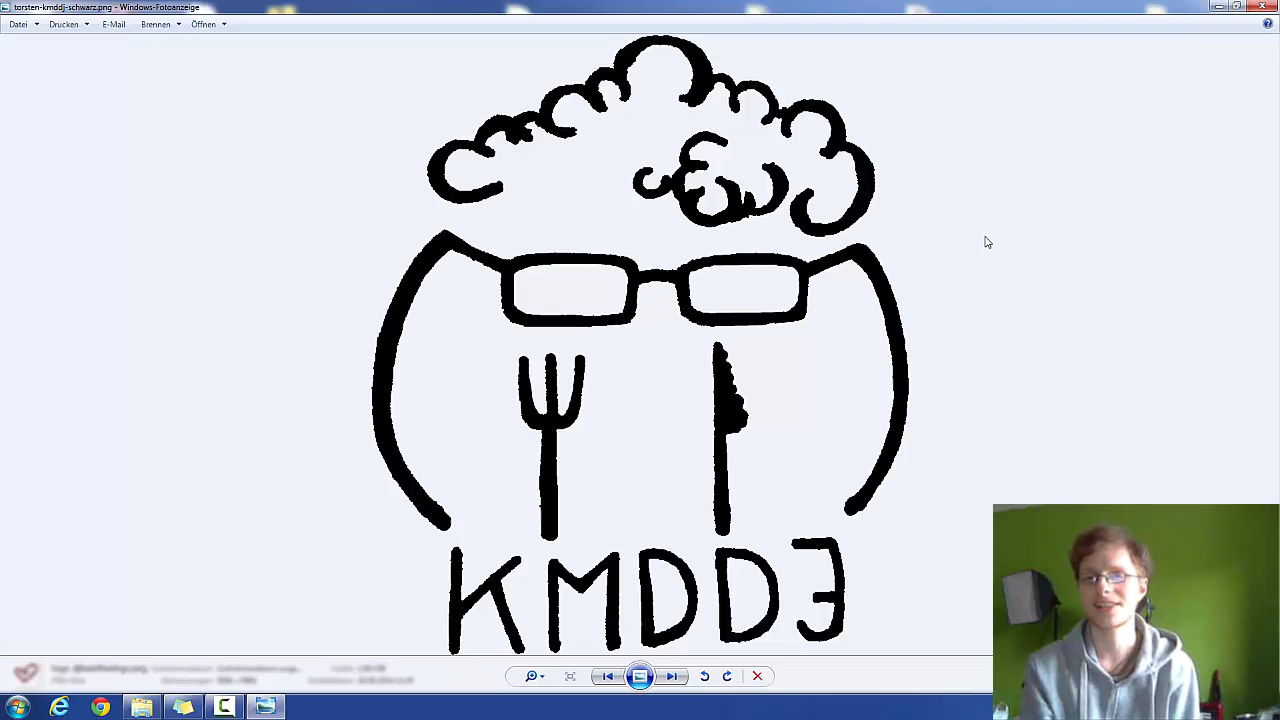 torsten-kmddj-schwarz.png - Windows-Fotoanzeige
Datei Drucken E-Mail Brennen Öffnen
KMDDJ